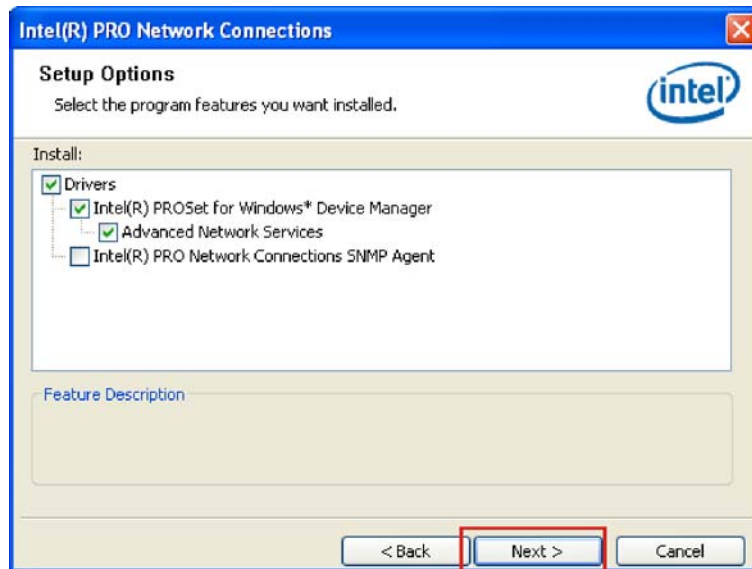 Intel(R) PRO Network Connections
Setup Options
Select the program features you want installed.
intel
Install:
Drivers
Intel(R) PROSet for Windows* Device Manager
Advanced Network Services
Intel(R) PRO Network Connections SNMP Agent
Feature Description
< Back
Next >
Cancel